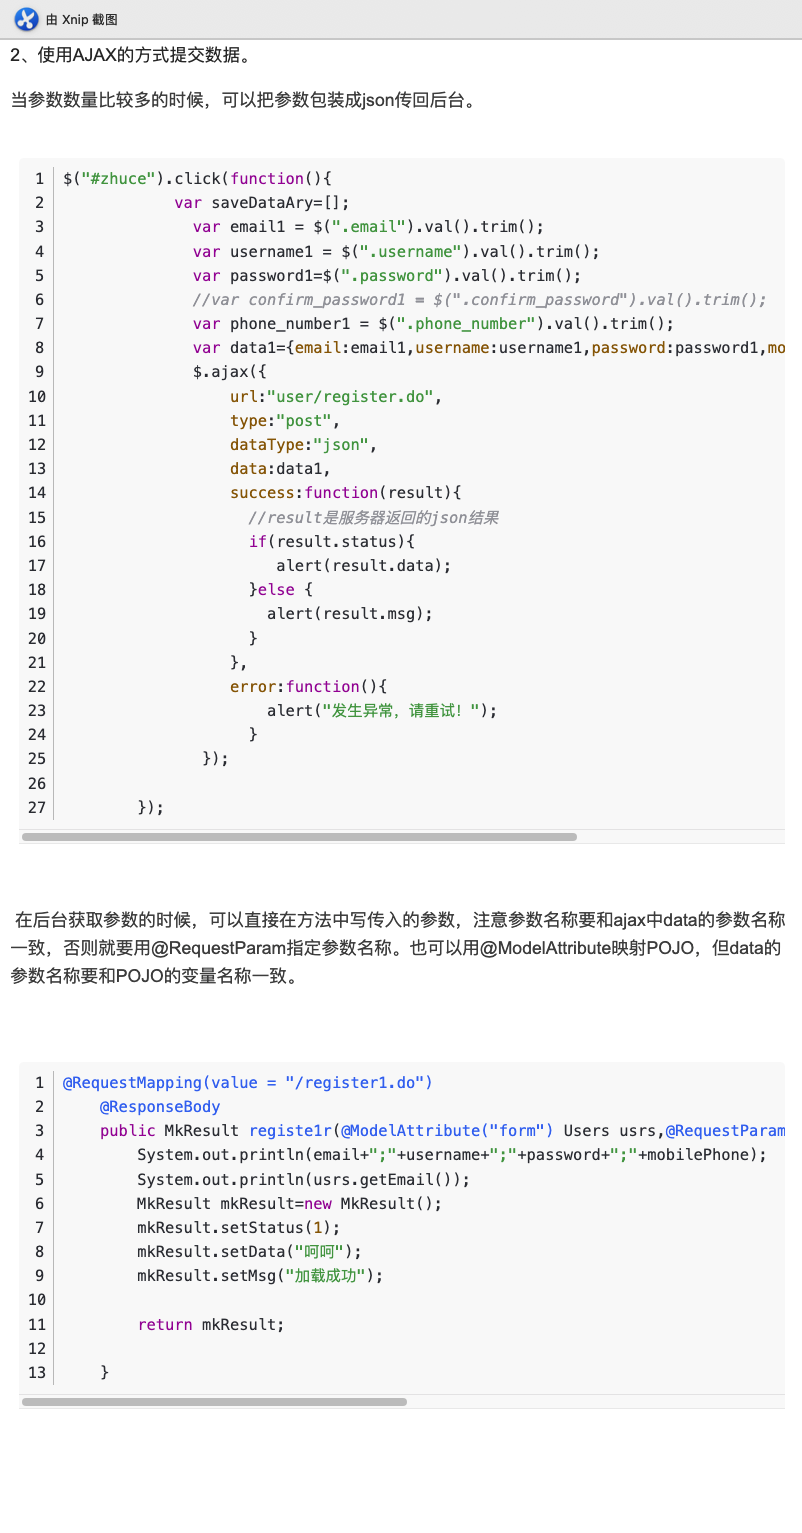 由 Xnip 截图
2、使用AJAX的方式提交数据。
当参数数量比较多的时候，可以把参数包装成json传回后台。
1 $("#zhuce").click(function(){
2 var saveDataAry=[];
3 var email1 = $(".email").val().trim();
4 var username1 = $(".username").val().trim();
5 var password1=$(".password").val().trim();
6 //var confirm_password1 = $(".confirm_password").val().trim();
7 var phone_number1 = $(".phone_number").val().trim();
8 var data1={email:email1,username:username1,password:password1,mo
9 $.ajax({
10 url:"user/register.do",
11 type:"post",
12 dataType:"json",
13 data:data1,
14 success:function(result){
15 //result是服务器返回的json结果
16 if(result.status){
17 alert(result.data);
18 }else {
19 alert(result.msg);
20 }
21 },
22 error:function(){
23 alert("发生异常，请重试！");
24 }
25 });
26
27 });
在后台获取参数的时候，可以直接在方法中写传入的参数，注意参数名称要和ajax中data的参数名称
一致，否则就要用@RequestParam指定参数名称。也可以用@ModelAttribute映射POJO，但data的
参数名称要和POJO的变量名称一致。
1 @RequestMapping(value = "/register1.do")
2 @ResponseBody
3 public MkResult registe1r(@ModelAttribute("form") Users usrs,@RequestParam
4 System.out.println(email+";"+username+";"+password+";"+mobilePhone);
5 System.out.println(usrs.getEmail());
6 MkResult mkResult=new MkResult();
7 mkResult.setStatus(1);
8 mkResult.setData("呵呵");
9 mkResult.setMsg("加载成功");
10
11 return mkResult;
12
13 }